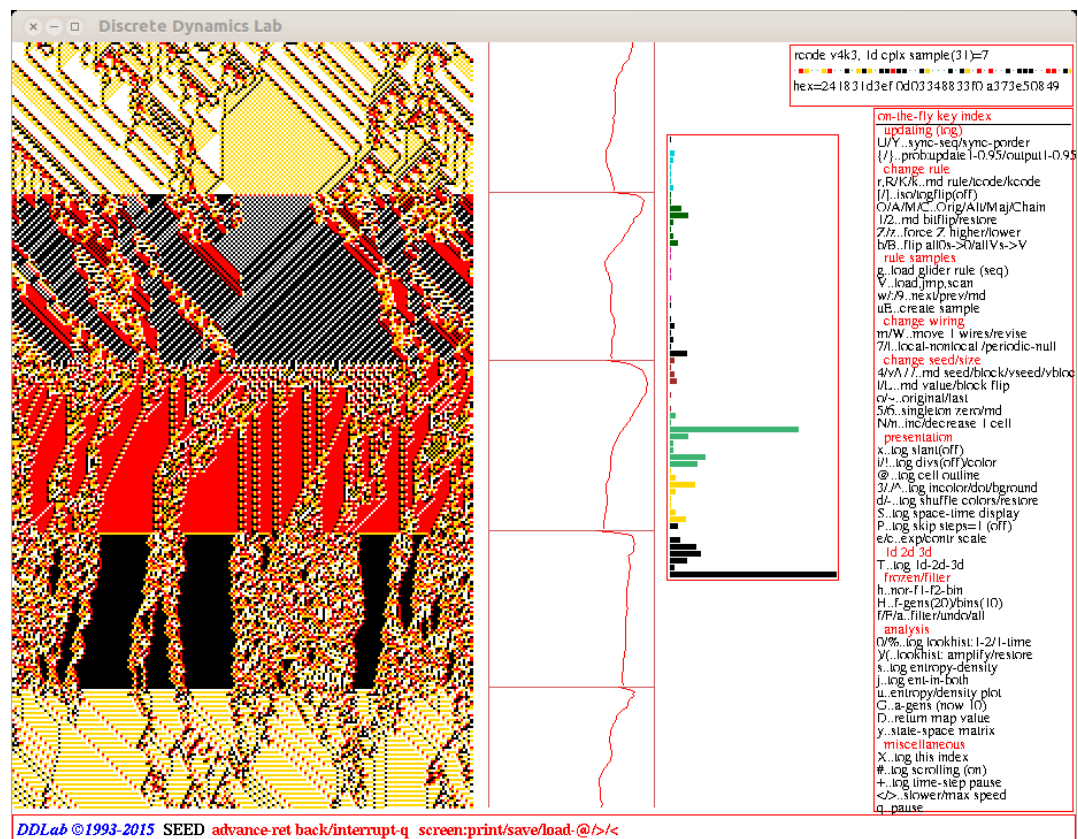 Discrete Dynamics Lab
rcode v4k3, 1d cplx sample(31)=7
hex=241831d3ef0d03348833f0a373e50849
on-the-fly key index
updating (tog)
U/Y..sync-seq/sync-porder
{/}..prob:update1-0.95/output1-0.95
change rule
r,R/K/k..rnd rule/tcode/kcode
[/]..iso/togflip(off)
O/A/M/C..Orig/Alt/Maj/Chain
1/2..rnd bitflip/restore
Z/z..force Z higher/lower
b/B..flip all0s->0/allVs->V
rule samples
g..load glider rule (seq)
V..load,jmp,scan
w/:/9..next/prev/rnd
uE..create sample
change wiring
m/W..move 1 wires/revise
7/l..local-nonlocal /periodic-null
change seed/size
rnd seed/block/vseed/vbloc
l/L..rnd value/block flip
o/~..original/last
5/6..singleton zero/rnd
N/n..inc/decrease 1 cell
presentation
x..tog slant(off)
i/!..tog divs(off)/color
@..tog cell outline
3/./^..tog incolor/dot/bground
d/-..tog shuffle colors/restore
S..tog space-time display
P..tog skip steps=1 (off)
e/c..exp/contr scale
1d 2d 3d
T..tog 1d-2d-3d
frozen/filter
h..nor-f1-f2-bin
H..f-gens(20)/bins(10)
f/F/a..filter/undo/all
analysis
0/%..tog lookhist:1-2/1-time
)/(..lookhist: amplify/restore
s..tog entropy-density
j..tog ent-in-both
u..entropy/density plot
G..a-gens (now 10)
D..return map value
y..state-space matrix
miscellaneous
X..tog this index
#..tog scrolling (on)
+..tog time-step pause
</>..slower/max speed
q..pause
DDLab ©1993-2015 SEED advance-ret back/interrupt-q screen:print/save/load-@/>/<